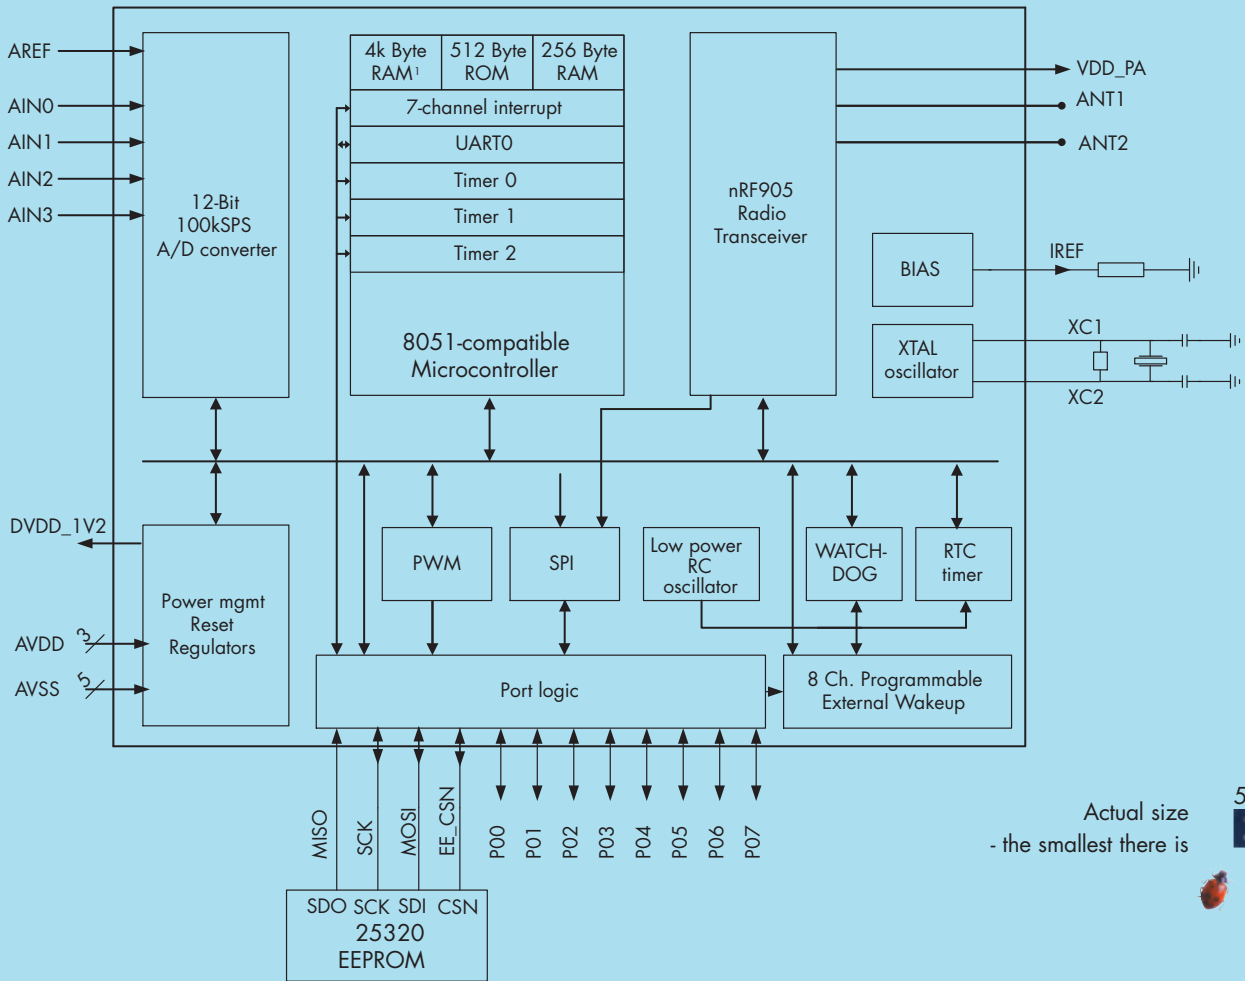 AREF
AIN0
AIN1
AIN2
AIN3
12-Bit
100kSPS
A/D converter
4k Byte
RAM¹
512 Byte
ROM
256 Byte
RAM
7-channel interrupt
UART0
Timer 0
Timer 1
Timer 2
8051-compatible
Microcontroller
nRF905
Radio
Transceiver
VDD_PA
ANT1
ANT2
BIAS
IREF
XTAL
oscillator
XC1
XC2
DVDD_1V2
AVDD
3
AVSS
5
Power mgmt
Reset
Regulators
PWM
SPI
Low power
RC
oscillator
WATCH-
DOG
RTC
timer
Port logic
8 Ch. Programmable
External Wakeup
MISO
SCK
MOSI
EE_CSN
P00
P01
P02
P03
P04
P05
P06
P07
SDO
SCK
SDI
CSN
25320
EEPROM
Actual size
- the smallest there is
5